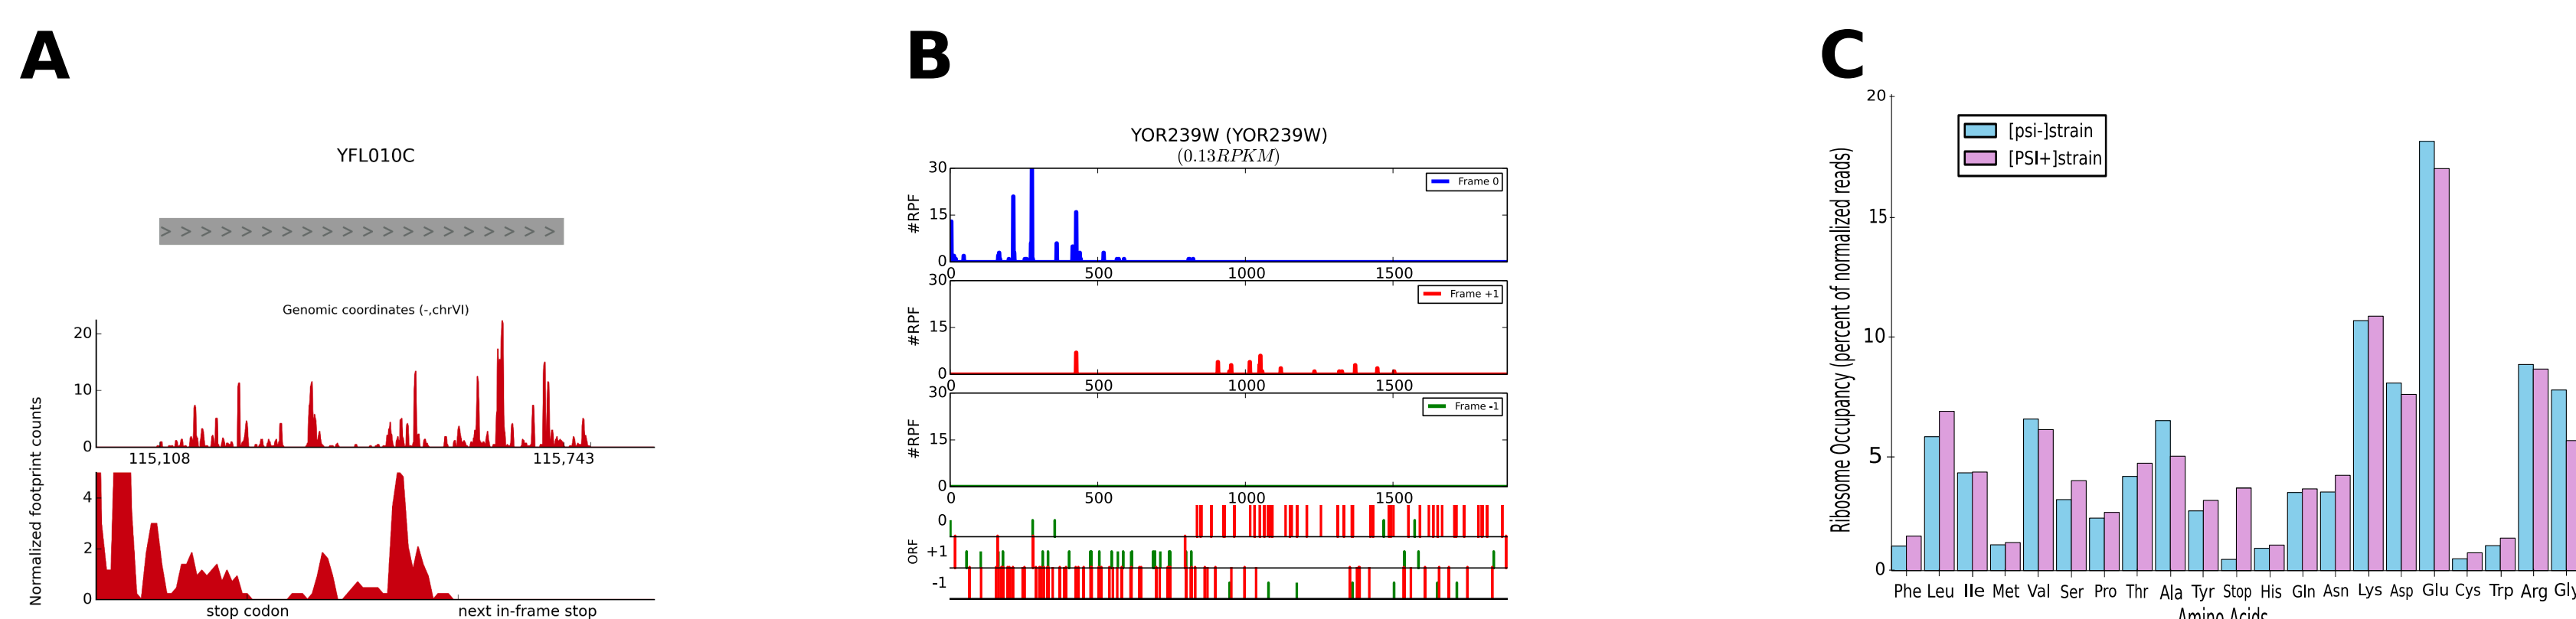 A
YFL010C
> > > > > > > > > > > > > > > > > > > >
Genomic coordinates (-,chrVI)
20
10
0
115,108
115,743
4
2
0
stop codon
next in-frame stop
Normalized footprint counts
B
YOR239W (YOR239W)
(0.13RPKM)
30
15
0
#RPF
Frame 0
0 500 1000 1500
30
15
0
#RPF
Frame +1
0 500 1000 1500
30
15
0
#RPF
Frame -1
0 500 1000 1500
ORF
0
+1
-1
C
20
15
10
5
0
Ribosome Occupancy (percent of normalized reads)
[psi-]strain
[PSI+]strain
Phe Leu Ile Met Val Ser Pro Thr Ala Tyr Stop His Gln Asn Lys Asp Glu Cys Trp Arg Gly
Amino Acids